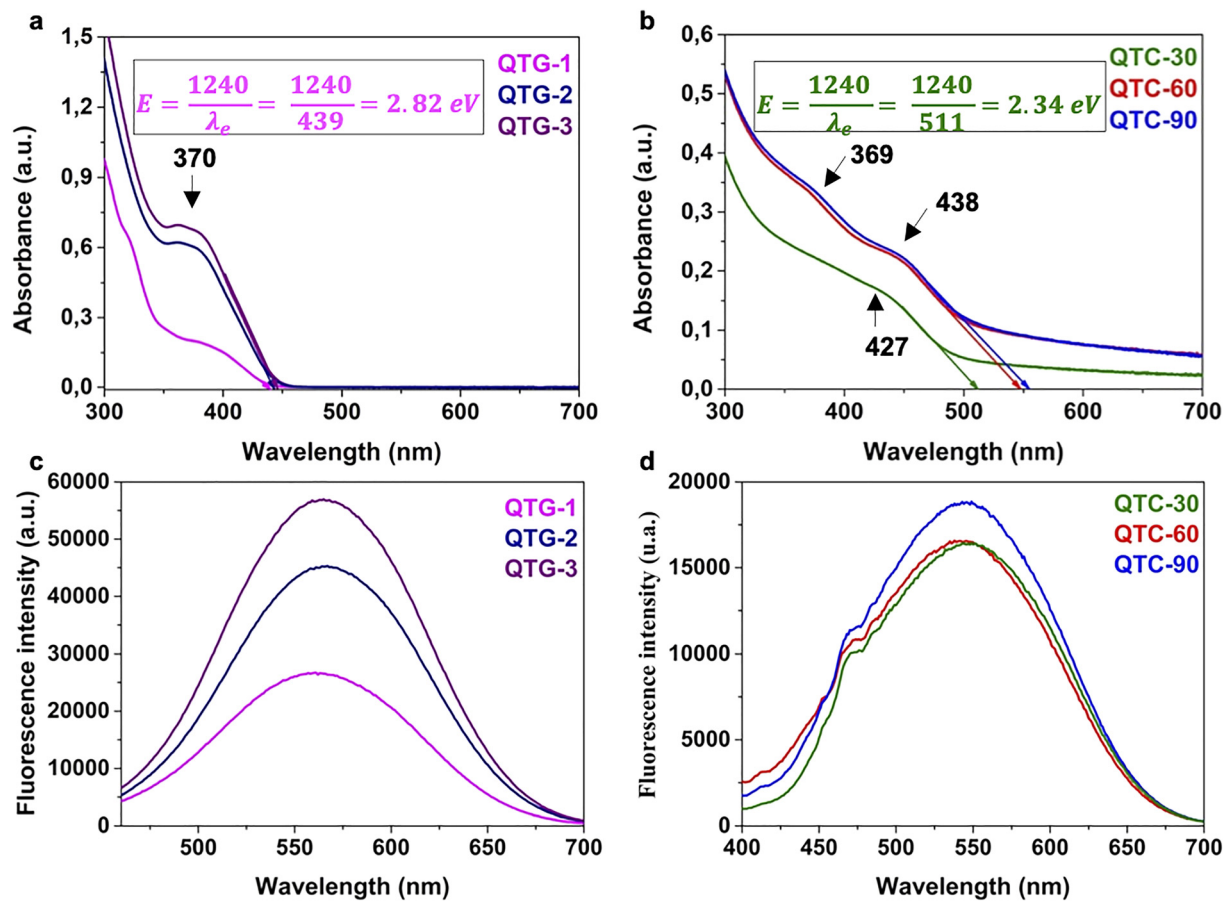 a
1,5
1,2
0,9
0,6
0,3
0,0
Absorbance (a.u.)
QTG-1
QTG-2
QTG-3
E = 1240/λe = 1240/439 = 2.82 eV
370
300 400 500 600 700
Wavelength (nm)
b
0,6
0,5
0,4
0,3
0,2
0,1
0,0
Absorbance (a.u.)
QTC-30
QTC-60
QTC-90
E = 1240/λe = 1240/511 = 2.34 eV
369
438
427
300 400 500 600 700
Wavelength (nm)
c
60000
50000
40000
30000
20000
10000
0
Fluorescence intensity (a.u.)
QTG-1
QTG-2
QTG-3
500 550 600 650 700
Wavelength (nm)
d
20000
15000
10000
5000
0
Fluorescence intensity (u.a.)
QTC-30
QTC-60
QTC-90
400 450 500 550 600 650 700
Wavelength (nm)